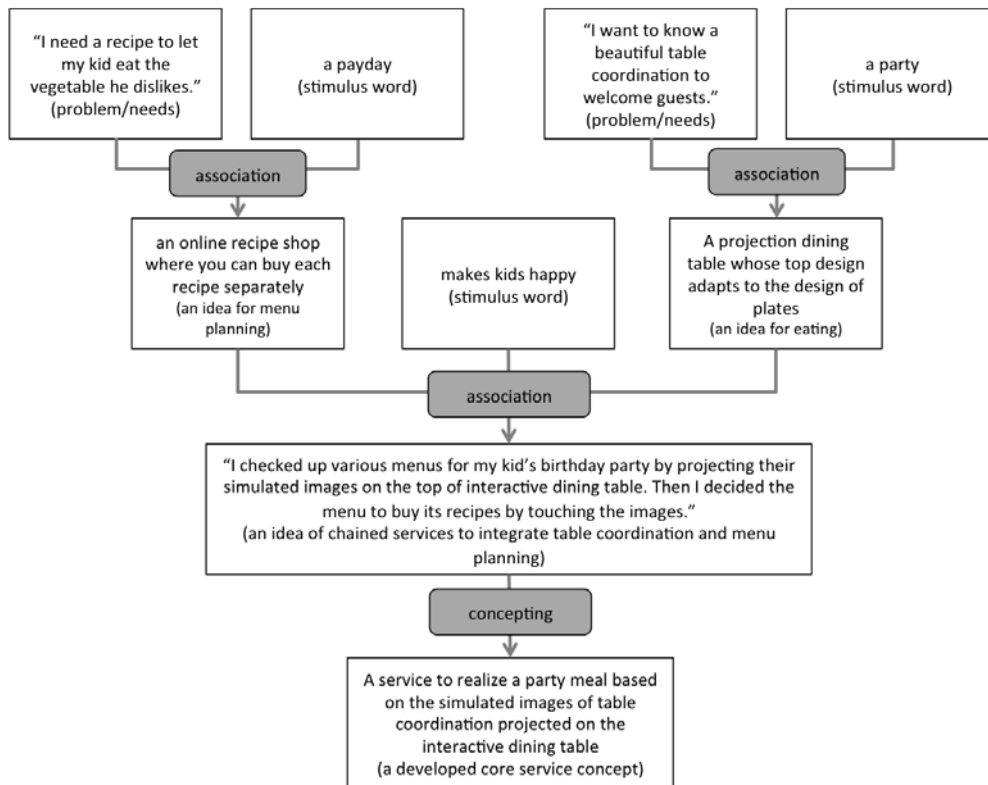 “I need a recipe to let
my kid eat the
vegetable he dislikes.”
(problem/needs)
a payday
(stimulus word)
“I want to know a
beautiful table
coordination to
welcome guests.”
(problem/needs)
a party
(stimulus word)
association
association
an online recipe shop
where you can buy each
recipe separately
(an idea for menu
planning)
makes kids happy
(stimulus word)
A projection dining
table whose top design
adapts to the design of
plates
(an idea for eating)
association
“I checked up various menus for my kid’s birthday party by projecting their
simulated images on the top of interactive dining table. Then I decided the
menu to buy its recipes by touching the images.”
(an idea of chained services to integrate table coordination and menu
planning)
concepting
A service to realize a party meal based
on the simulated images of table
coordination projected on the
interactive dining table
(a developed core service concept)